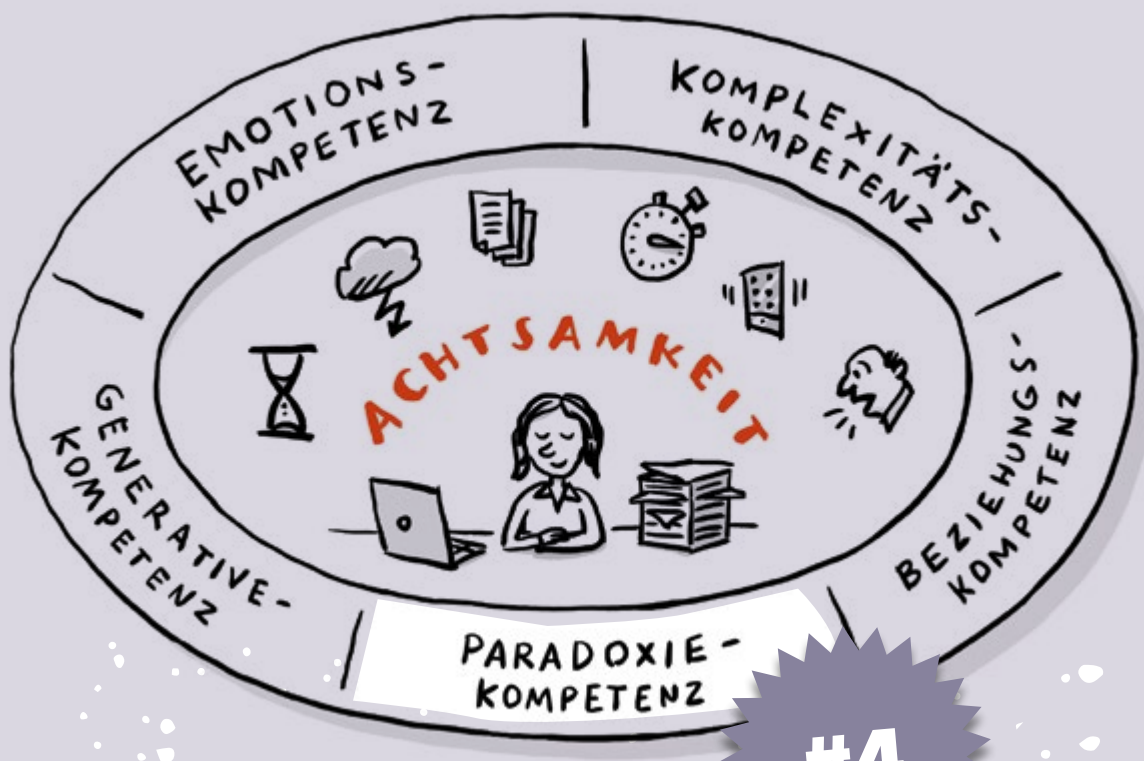 EMOTIONS-
KOMPETENZ
KOMPLEXITÄTS-
KOMPETENZ
ACHTSAMKEIT
GENERATIVE-
KOMPETENZ
BEZIEHUNGS-
KOMPETENZ
PARADOXIE-
KOMPETENZ
#4